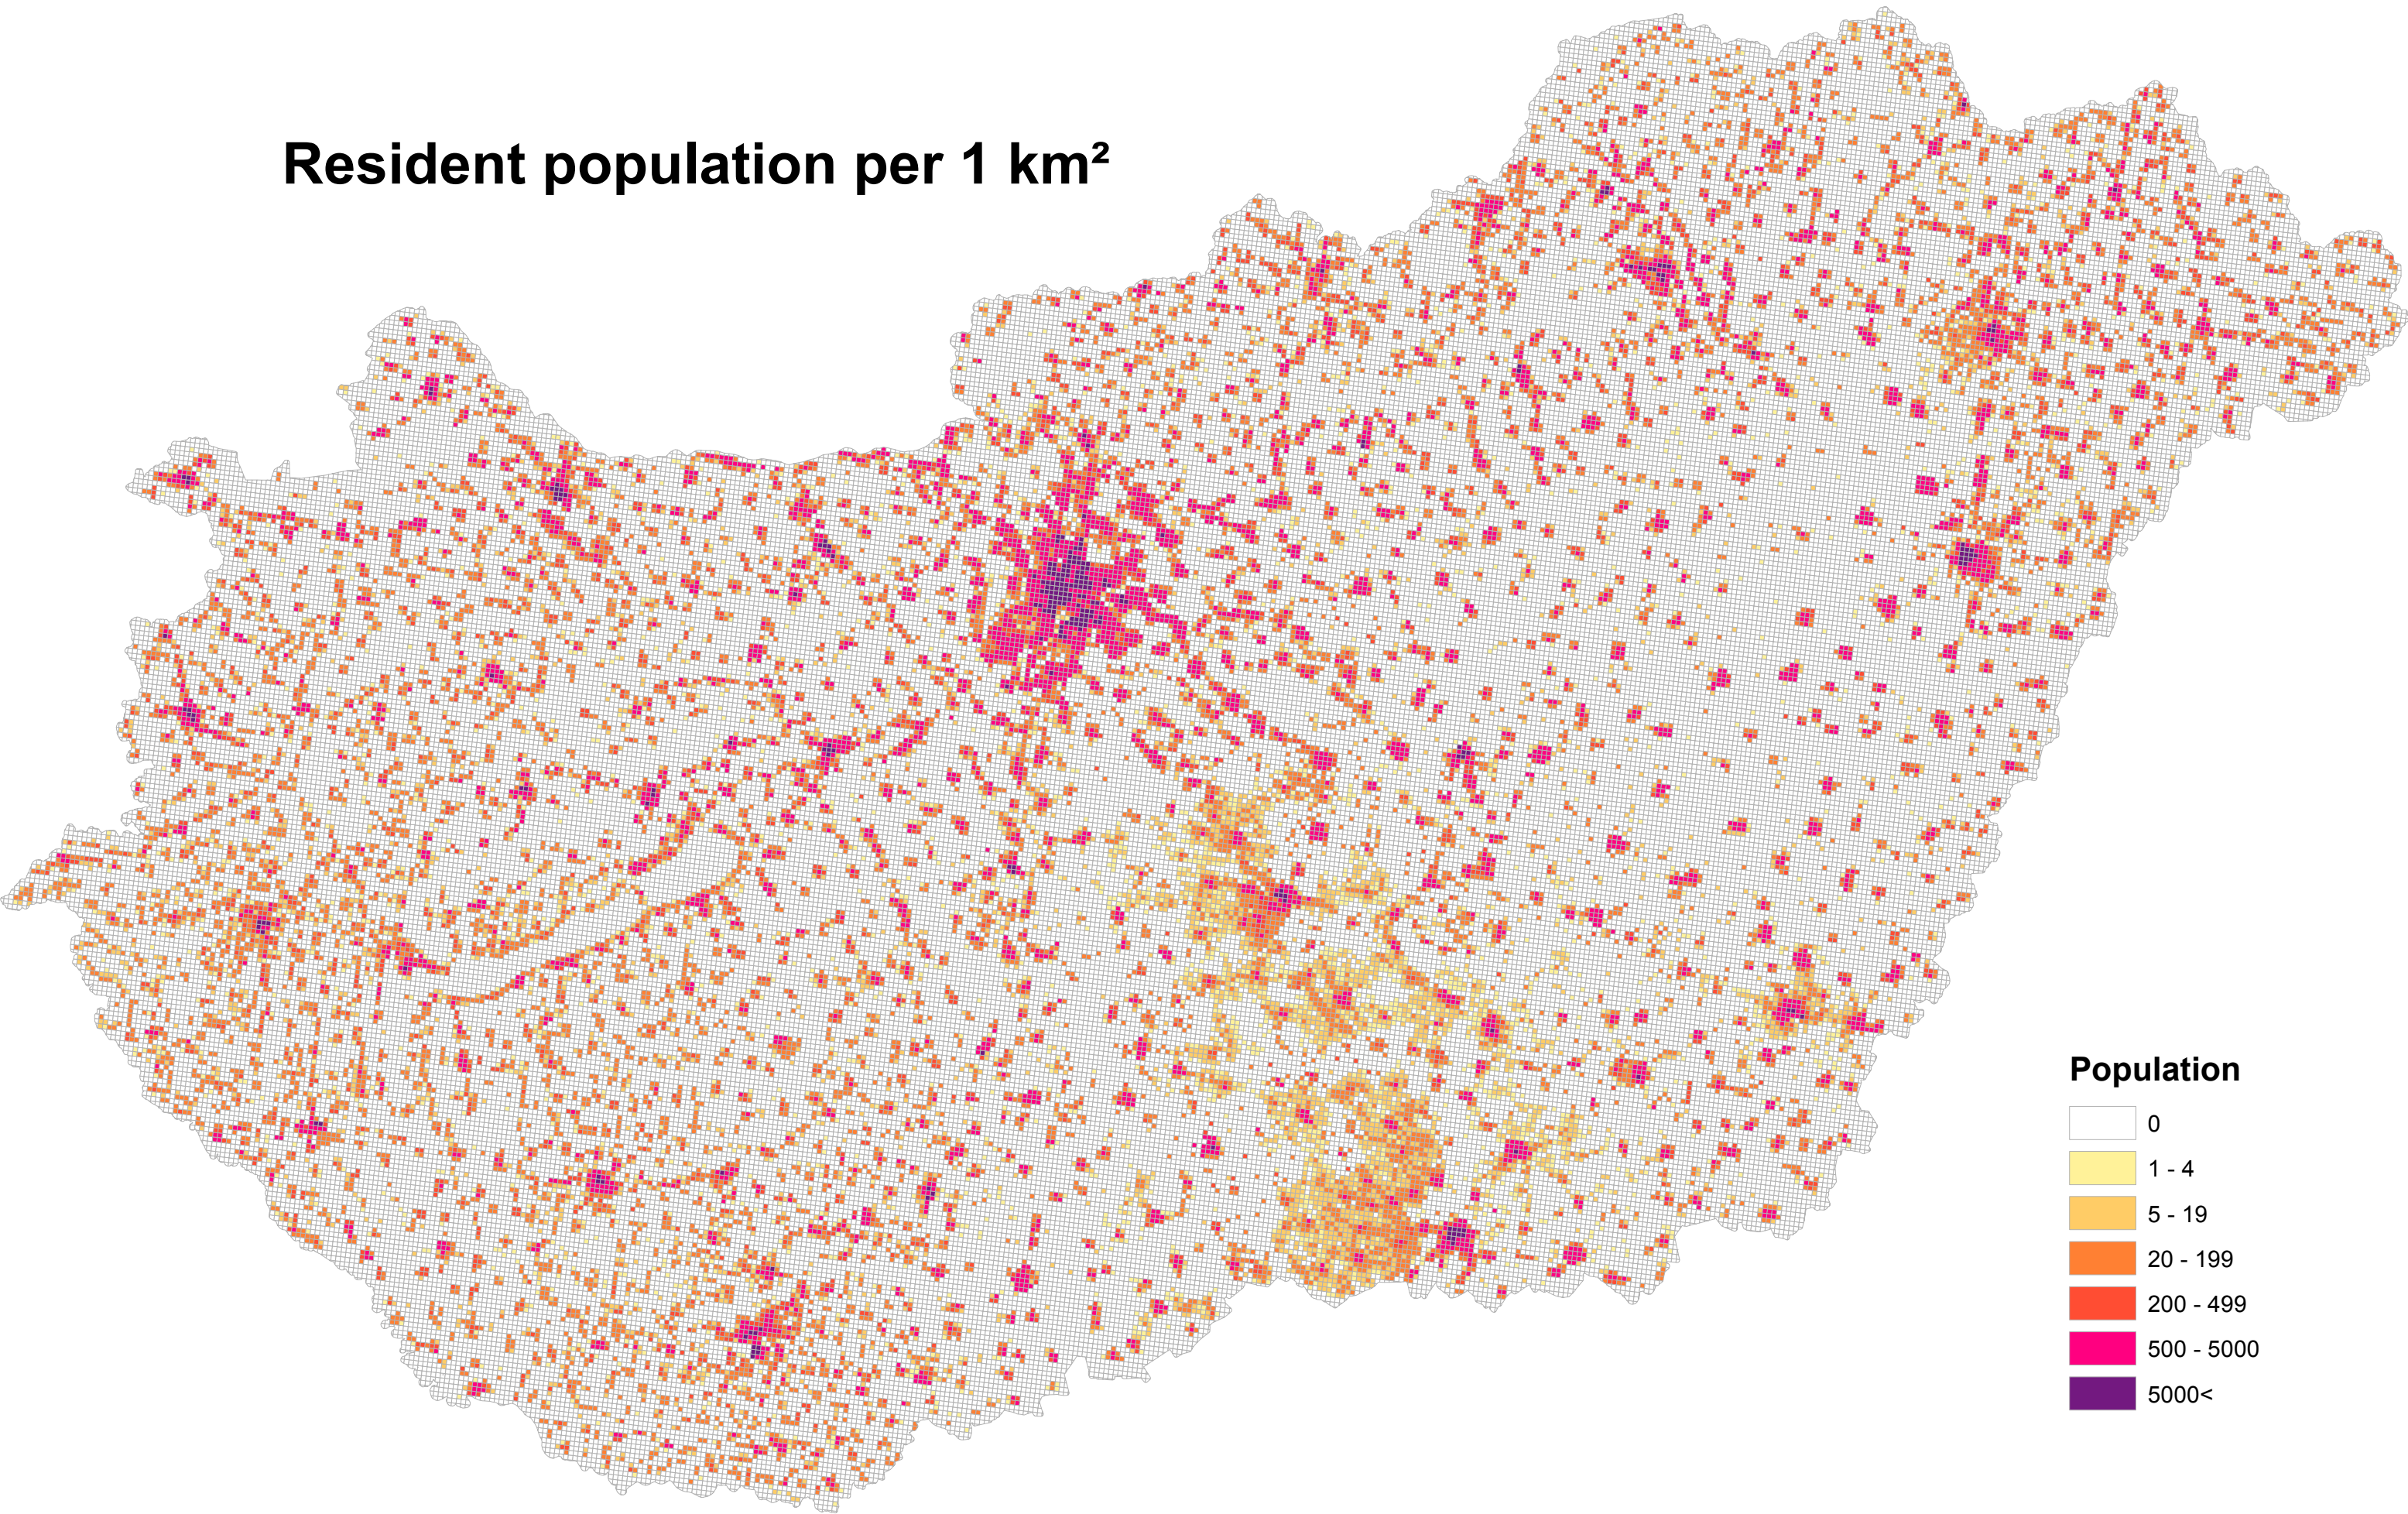 Resident population per 1 km²
Population
0
1 - 4
5 - 19
20 - 199
200 - 499
500 - 5000
5000<